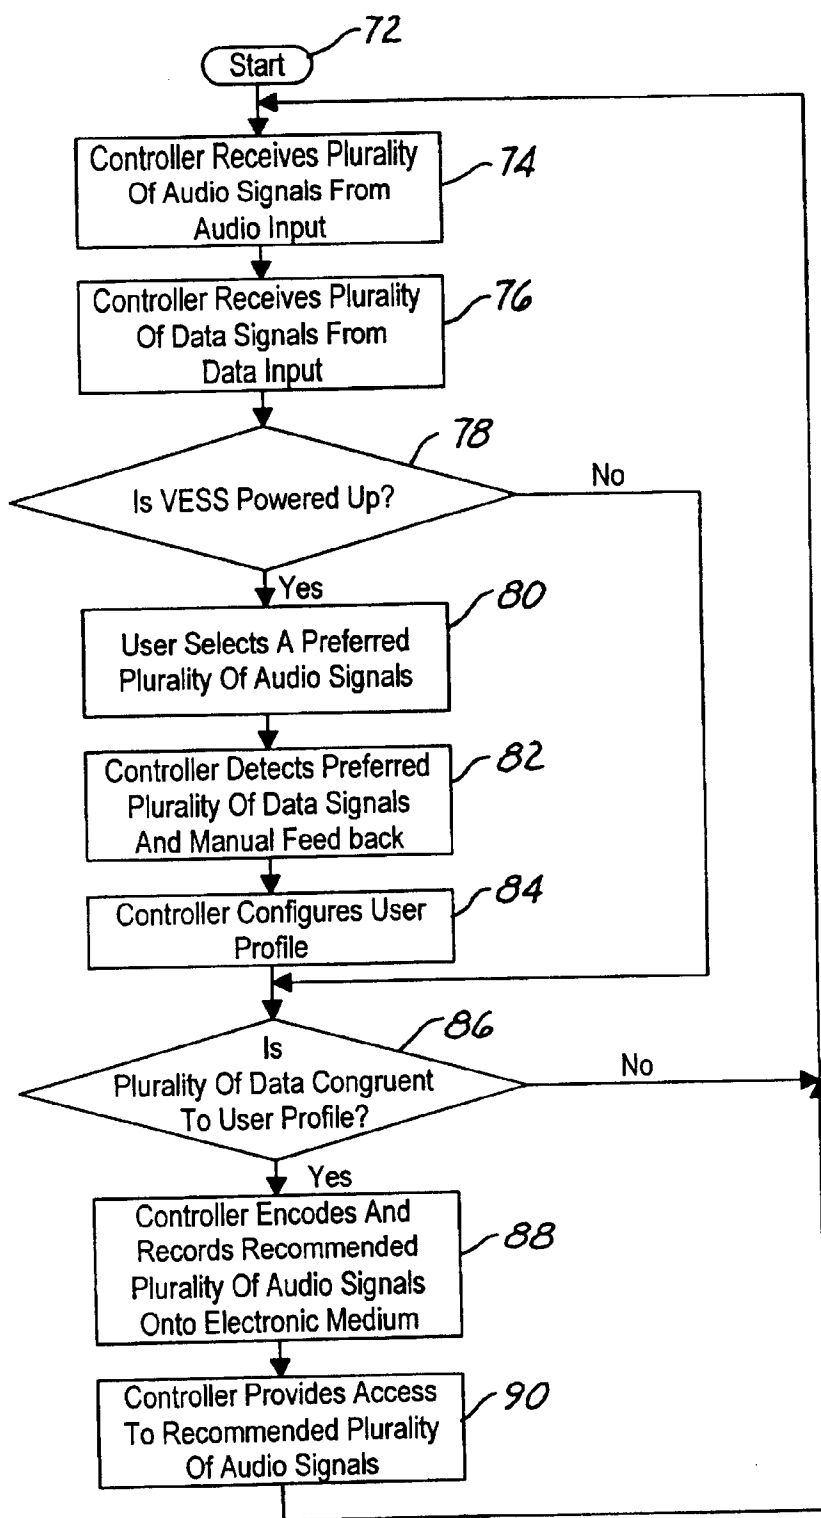 72
Start
Controller Receives Plurality
Of Audio Signals From
Audio Input
74
Controller Receives Plurality
Of Data Signals From
Data Input
76
78
Is VESS Powered Up?
No
Yes
80
User Selects A Preferred
Plurality Of Audio Signals
82
Controller Detects Preferred
Plurality Of Data Signals
And Manual Feed back
84
Controller Configures User
Profile
86
Is
Plurality Of Data Congruent
To User Profile?
No
Yes
Controller Encodes And
Records Recommended
Plurality Of Audio Signals
Onto Electronic Medium
88
Controller Provides Access
To Recommended Plurality
Of Audio Signals
90